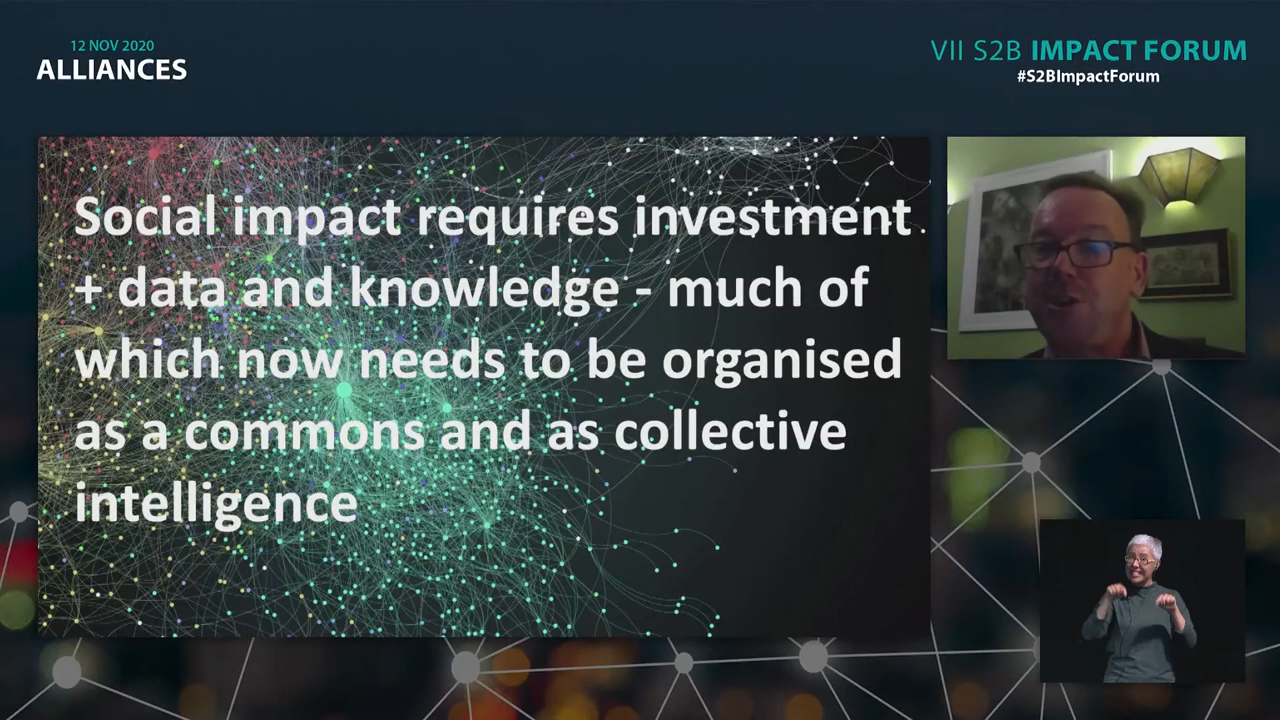 12 NOV 2020
ALLIANCES
VII S2B IMPACT FORUM
#S2BImpactForum
Social impact requires investment
+ data and knowledge - much of
which now needs to be organised
as a commons and as collective
intelligence